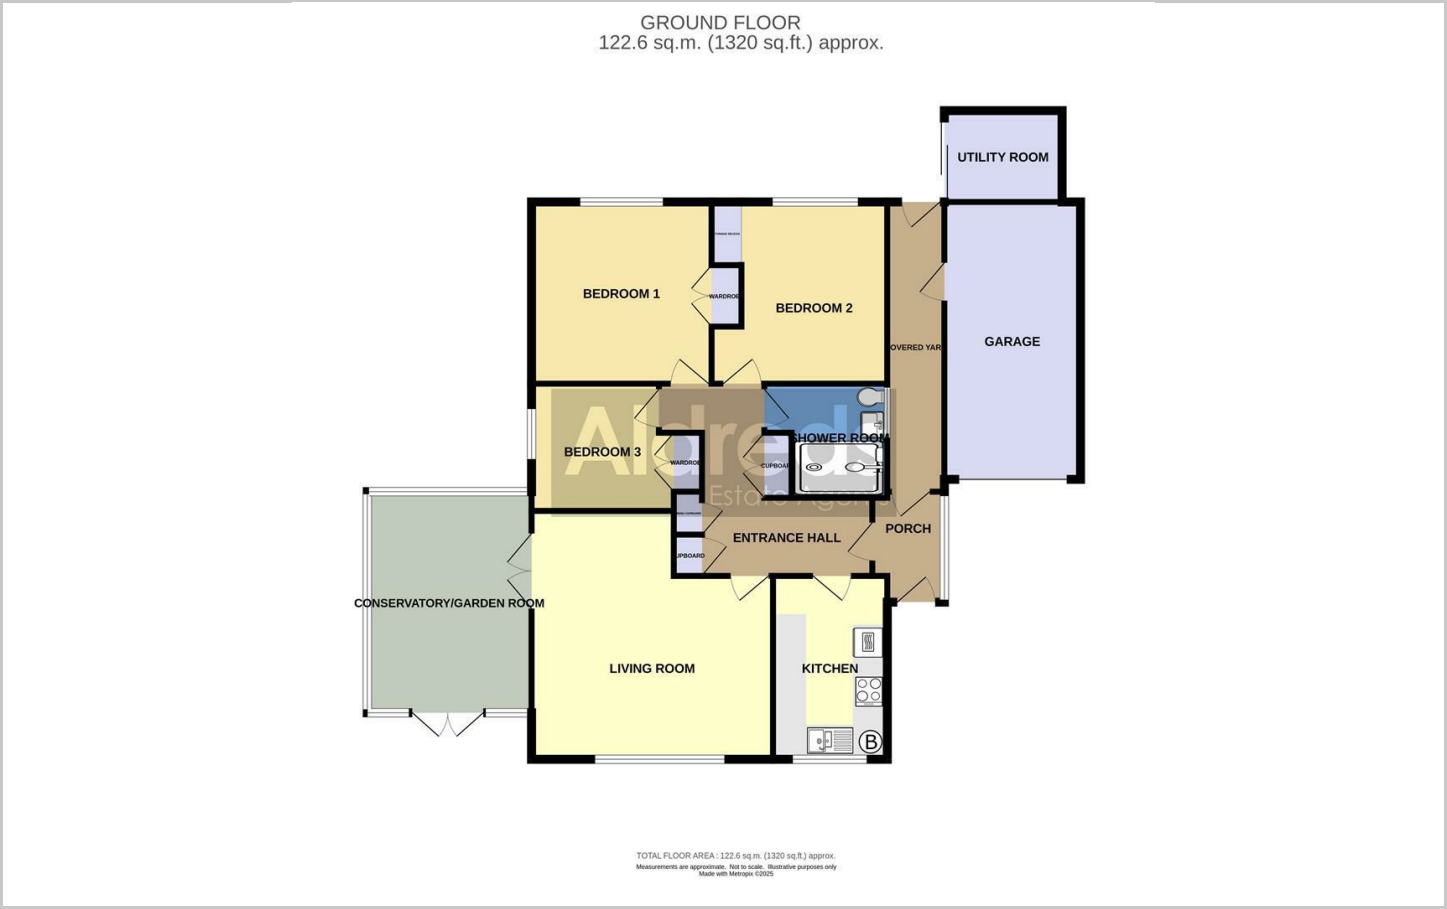 GROUND FLOOR
122.6 sq.m. (1320 sq.ft.) approx.
UTILITY ROOM
BEDROOM 1
WARDROBE
BEDROOM 2
OVERED YAR
GARAGE
BEDROOM 3
WARDROBE
CUPBOAR
SHOWER ROOM
Aldreds
Estate Agents
UPBOARD
ENTRANCE HALL
PORCH
CONSERVATORY/GARDEN ROOM
LIVING ROOM
KITCHEN
B
TOTAL FLOOR AREA : 122.6 sq.m. (1320 sq.ft.) approx.
Measurements are approximate. Not to scale. Illustrative purposes only
Made with Metropix ©2025